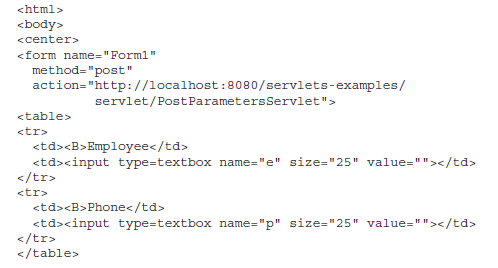 <html>
<body>
<center>
<form name="Form1"
method="post"
action="http://localhost:8080/servlets-examples/
servlet/PostParametersServlet">
<table>
<tr>
<td><B>Employee</td>
<td><input type=textbox name="e" size="25" value=""></td>
</tr>
<tr>
<td><B>Phone</td>
<td><input type=textbox name="p" size="25" value=""></td>
</tr>
</table>